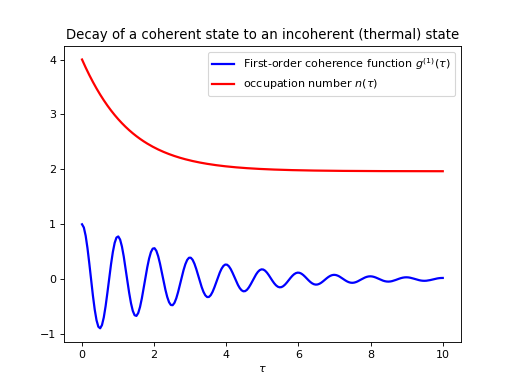 Decay of a coherent state to an incoherent (thermal) state
First-order coherence function g⁽¹⁾(τ)
occupation number n(τ)
4
3
2
1
0
−1
0 2 4 6 8 10
τ